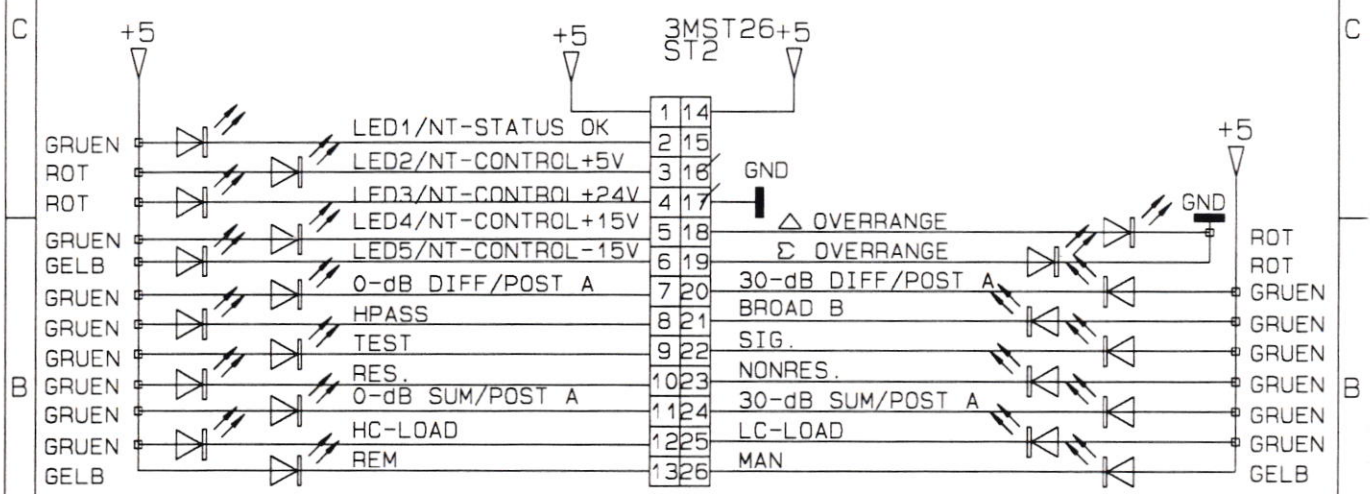 C
C
+5
+5
3MST26
+5
ST2
+5
1 14
GRUEN LED1/NT-STATUS OK 2 15
ROT LED2/NT-CONTROL+5V 3 16 GND
ROT LED3/NT-CONTROL+24V 4 17 GND
GRUEN LED4/NT-CONTROL+15V 5 18 △ OVERRANGE ROT
GELB LED5/NT-CONTROL-15V 6 19 Σ OVERRANGE ROT
GRUEN 0-dB DIFF/POST A 7 20 30-dB DIFF/POST A GRUEN
GRUEN HPASS 8 21 BROAD B GRUEN
GRUEN TEST 9 22 SIG. GRUEN
B GRUEN RES. 10 23 NONRES. GRUEN B
GRUEN 0-dB SUM/POST A 11 24 30-dB SUM/POST A GRUEN
GRUEN HC-LOAD 12 25 LC-LOAD GRUEN
GELB REM 13 26 MAN GELB